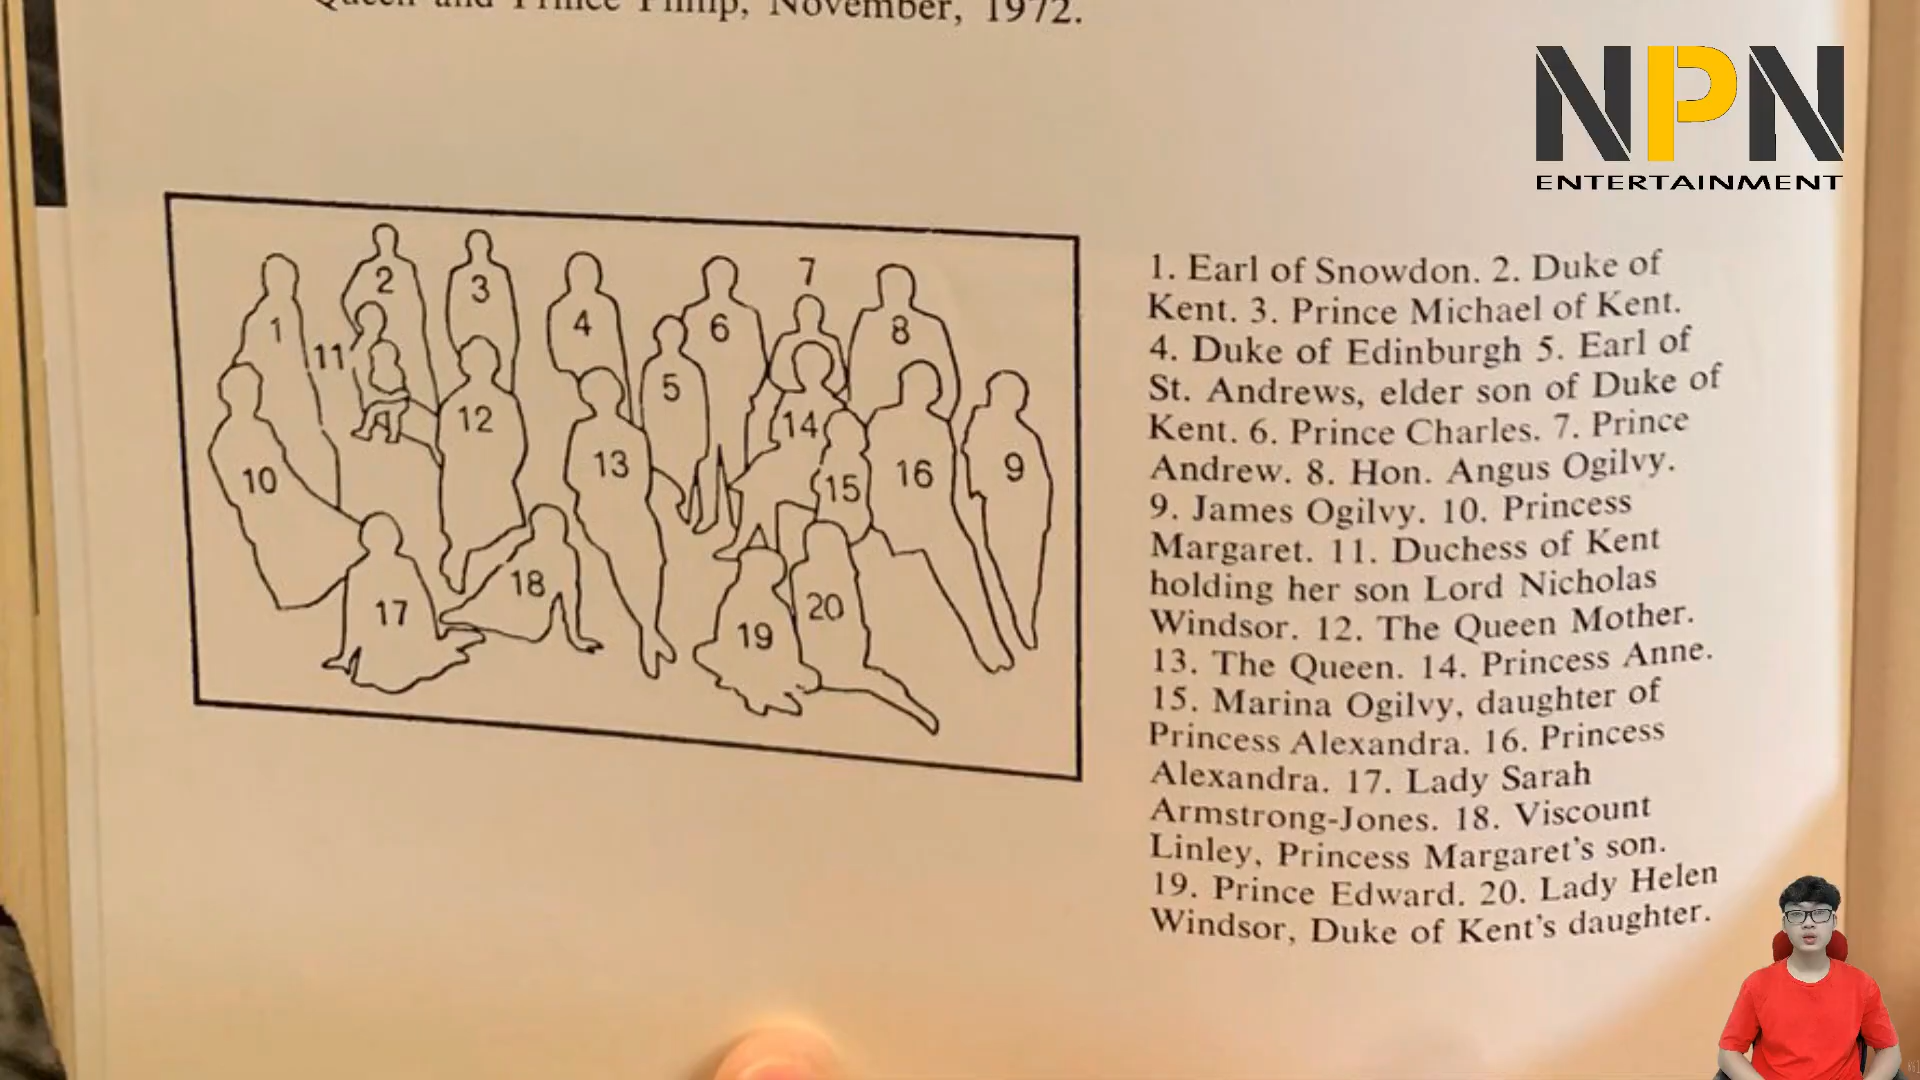 Queen and Prince Philip, November, 1972.
NPN
ENTERTAINMENT
1
2
3
4
5
6
7
8
9
10
11
12
13
14
15
16
17
18
19
20
1. Earl of Snowdon. 2. Duke of
Kent. 3. Prince Michael of Kent.
4. Duke of Edinburgh 5. Earl of
St. Andrews, elder son of Duke of
Kent. 6. Prince Charles. 7. Prince
Andrew. 8. Hon. Angus Ogilvy.
9. James Ogilvy. 10. Princess
Margaret. 11. Duchess of Kent
holding her son Lord Nicholas
Windsor. 12. The Queen Mother.
13. The Queen. 14. Princess Anne.
15. Marina Ogilvy, daughter of
Princess Alexandra. 16. Princess
Alexandra. 17. Lady Sarah
Armstrong-Jones. 18. Viscount
Linley, Princess Margaret's son.
19. Prince Edward. 20. Lady Helen
Windsor, Duke of Kent's daughter.